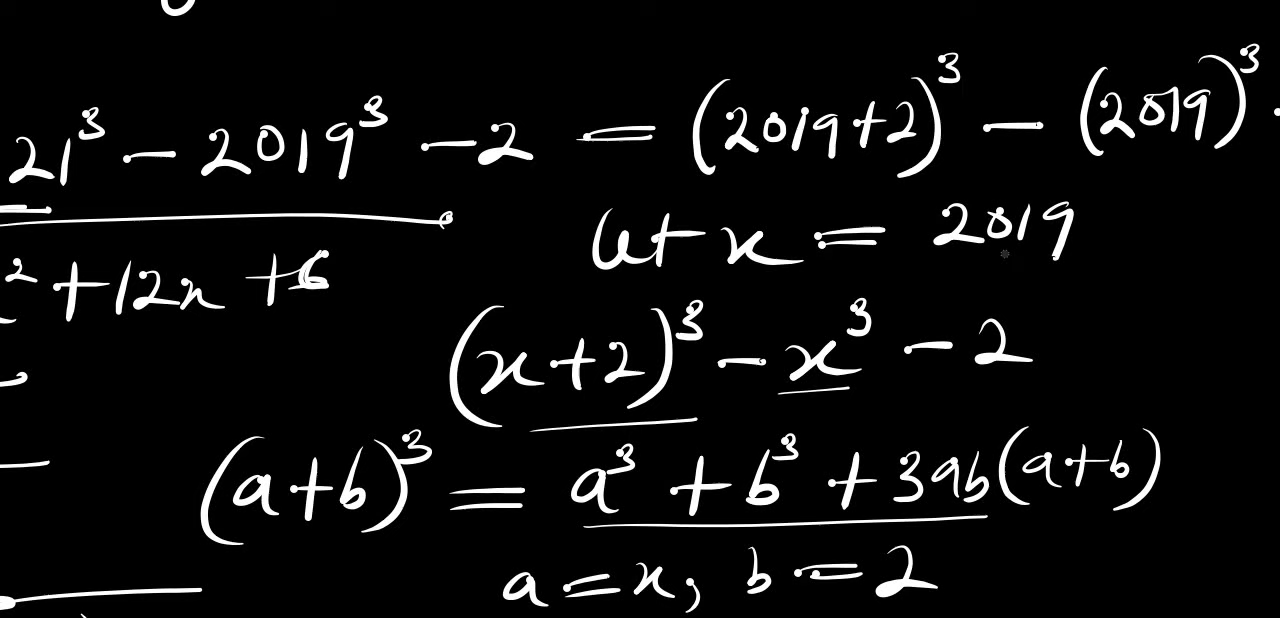 21³ − 2019³ − 2 = (2019+2)³ − (2019)³
let x = 2019
² + 12x + 6
(x+2)³ − x³ − 2
(a+b)³ = a³ + b³ + 3ab(a+b)
a = x, b = 2